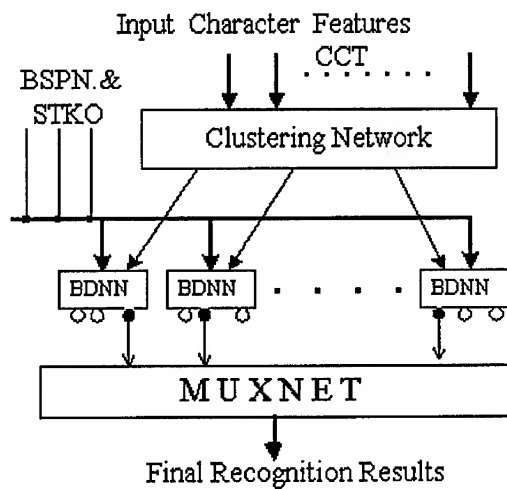 Input Character Features
CCT
BSPN.&
STKO
Clustering Network
BDNN
BDNN
BDNN
MUXNET
Final Recognition Results